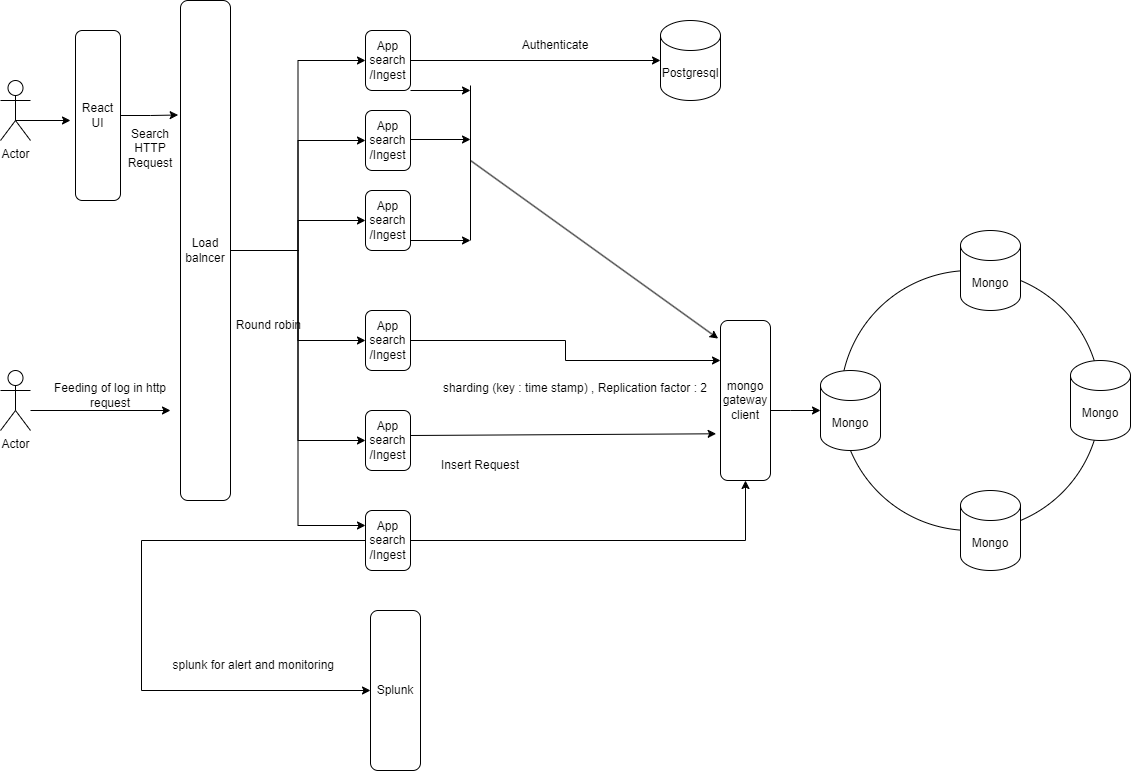 App
search
/Ingest
Authenticate
Postgresql
React
UI
Actor
Search
HTTP
Request
App
search
/Ingest
App
search
/Ingest
Load
balncer
Mongo
Round robin
App
search
/Ingest
Feeding of log in http
request
Actor
sharding (key : time stamp) , Replication factor : 2
mongo
gateway
client
Mongo
Mongo
App
search
/Ingest
Insert Request
App
search
/Ingest
Mongo
splunk for alert and monitoring
Splunk